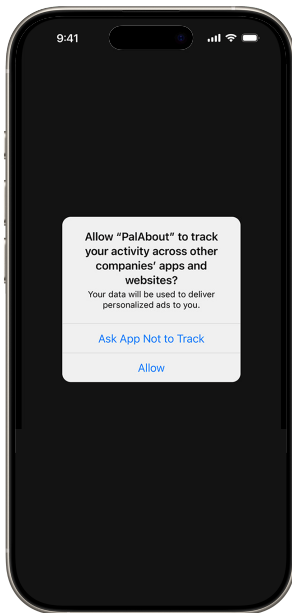 9:41
Allow “PalAbout” to track
your activity across other
companies’ apps and
websites?
Your data will be used to deliver
personalized ads to you.
Ask App Not to Track
Allow